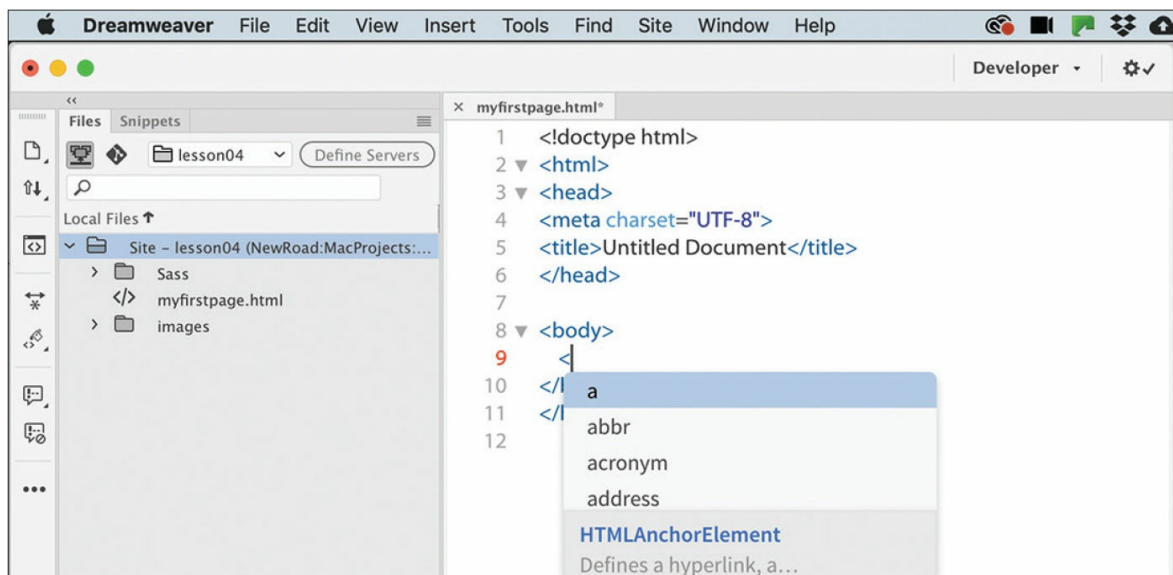 Dreamweaver File Edit View Insert Tools Find Site Window Help
Developer
myfirstpage.html*
Files Snippets
lesson04 Define Servers
Local Files
Site – lesson04 (NewRoad:MacProjects:...
Sass
myfirstpage.html
images
1 <!doctype html>
2 <html>
3 <head>
4 <meta charset="UTF-8">
5 <title>Untitled Document</title>
6 </head>
7
8 <body>
9 <
10 </
11 </
12
a
abbr
acronym
address
HTMLAnchorElement
Defines a hyperlink, a...